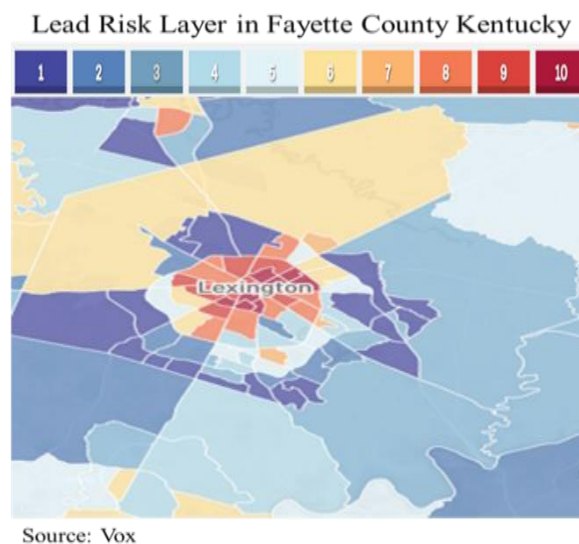 Lead Risk Layer in Fayette County Kentucky
1 2 3 4 5 6 7 8 9 10
Lexington
Source: Vox